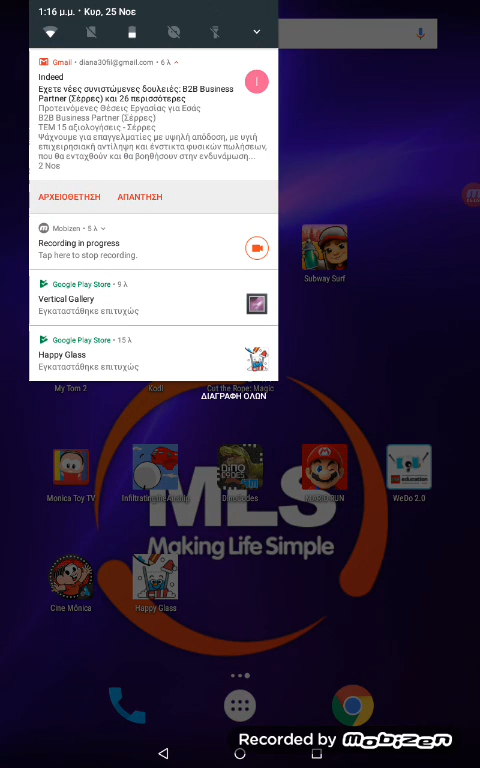 1:16 μ.μ. • Κυρ, 25 Νοε
Gmail • diana30fil@gmail.com • 6 λ
Indeed
Εχετε νέες συνιστώμενες δουλειές: B2B Business
Partner (Σέρρες) και 26 περισσότερες
Προτεινόμενες Θέσεις Εργασίας για Εσάς
B2B Business Partner (Σέρρες)
ΤΕΜ 15 αξιολογήσεις - Σέρρες
Ψάχνουμε για επαγγελματίες με υψηλή απόδοση, με υγιή
επιχειρησιακή αντίληψη και ένστικτα φυσικών πωλήσεων,
που θα ενταχθούν και θα βοηθήσουν στην ενδυνάμωση...
2 Νοε
I
ΑΡΧΕΙΟΘΕΤΗΣΗ ΑΠΑΝΤΗΣΗ
Mobizen • 5 λ
Recording in progress
Tap here to stop recording.
Google Play Store • 9 λ
Vertical Gallery
Εγκαταστάθηκε επιτυχώς
Google Play Store • 15 λ
Happy Glass
Εγκαταστάθηκε επιτυχώς
Subway Surf
My Tom 2 Kodi Cut the Rope: Magic
ΔΙΑΓΡΑΦΗ ΟΛΩΝ
Monica Toy TV Infiltrating the Airship Dinocodes MARIO RUN WeDo 2.0
MLS
Making Life Simple
Cine Mônica Happy Glass
Recorded by mobizen